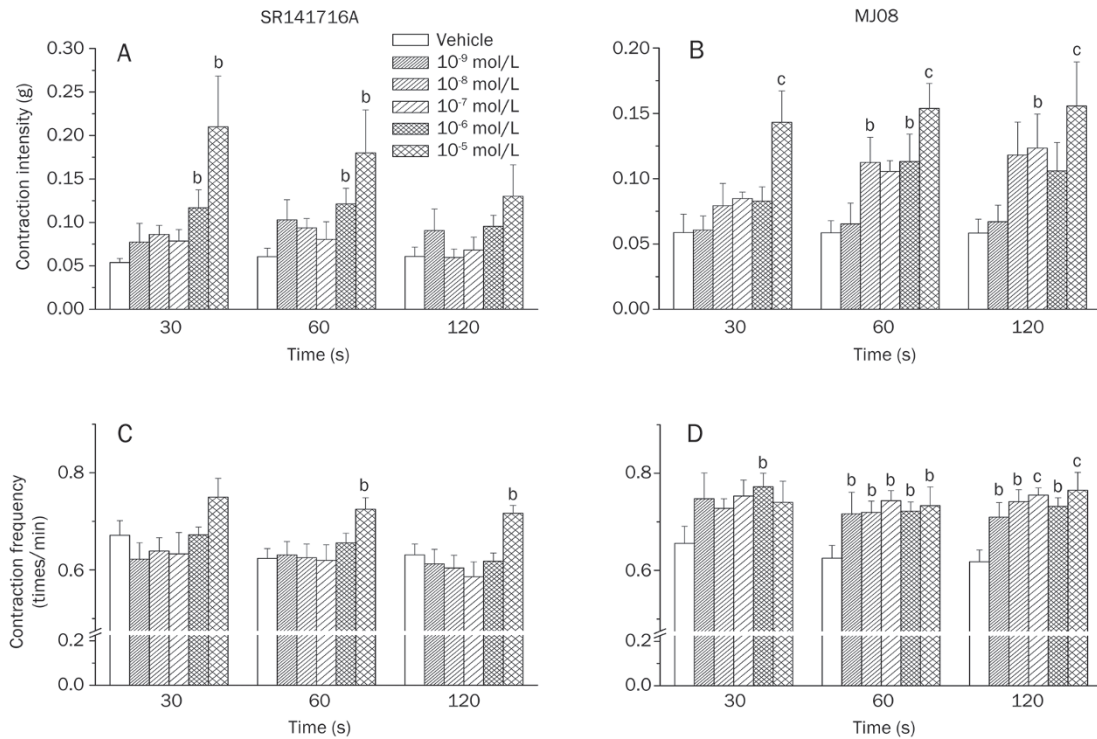 SR141716A
MJ08
A
Vehicle
10⁻⁹ mol/L
10⁻⁸ mol/L
10⁻⁷ mol/L
10⁻⁶ mol/L
10⁻⁵ mol/L
Contraction intensity (g)
0.30
0.25
0.20
0.15
0.10
0.05
0.00
b
b
b
b
30
60
120
Time (s)
B
0.20
0.15
0.10
0.05
0.00
c
b
b
c
b
c
30
60
120
Time (s)
C
Contraction frequency
(times/min)
0.8
0.6
0.2
0.0
b
b
30
60
120
Time (s)
D
0.8
0.6
0.2
0.0
b
b
b
b
b
b
b
b
c
b
c
30
60
120
Time (s)